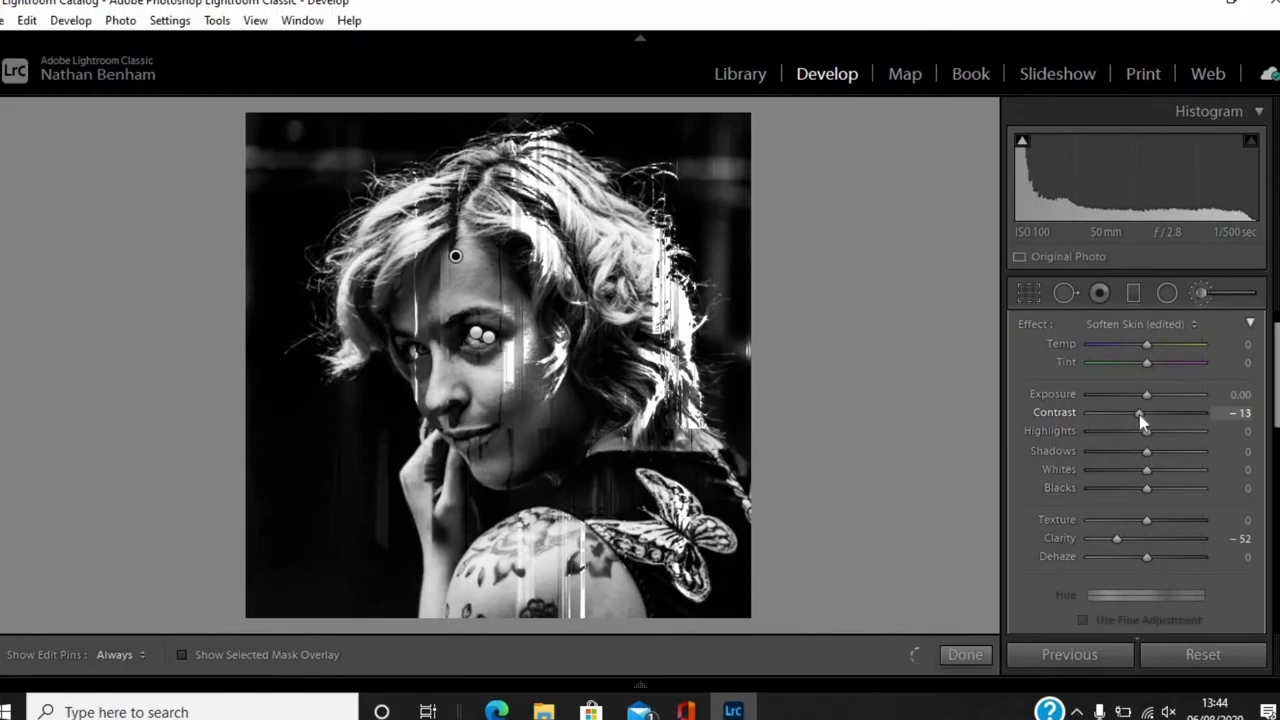 Lightroom Catalog - Adobe Photoshop Lightroom Classic - Develop
Edit Develop Photo Settings Tools View Window Help
LrC
Adobe Lightroom Classic
Nathan Benham
Library Develop Map Book Slideshow Print Web
Histogram
ISO 100 50 mm ƒ / 2.8 1/500 sec
Original Photo
Effect : Soften Skin (edited)
Temp 0
Tint 0
Exposure 0.00
Contrast – 13
Highlights 0
Shadows 0
Whites 0
Blacks 0
Texture 0
Clarity – 52
Dehaze 0
Hue
Use Fine Adjustment
Show Edit Pins : Always Show Selected Mask Overlay Done Previous Reset
Type here to search
LrC
13:44
06/08/2020